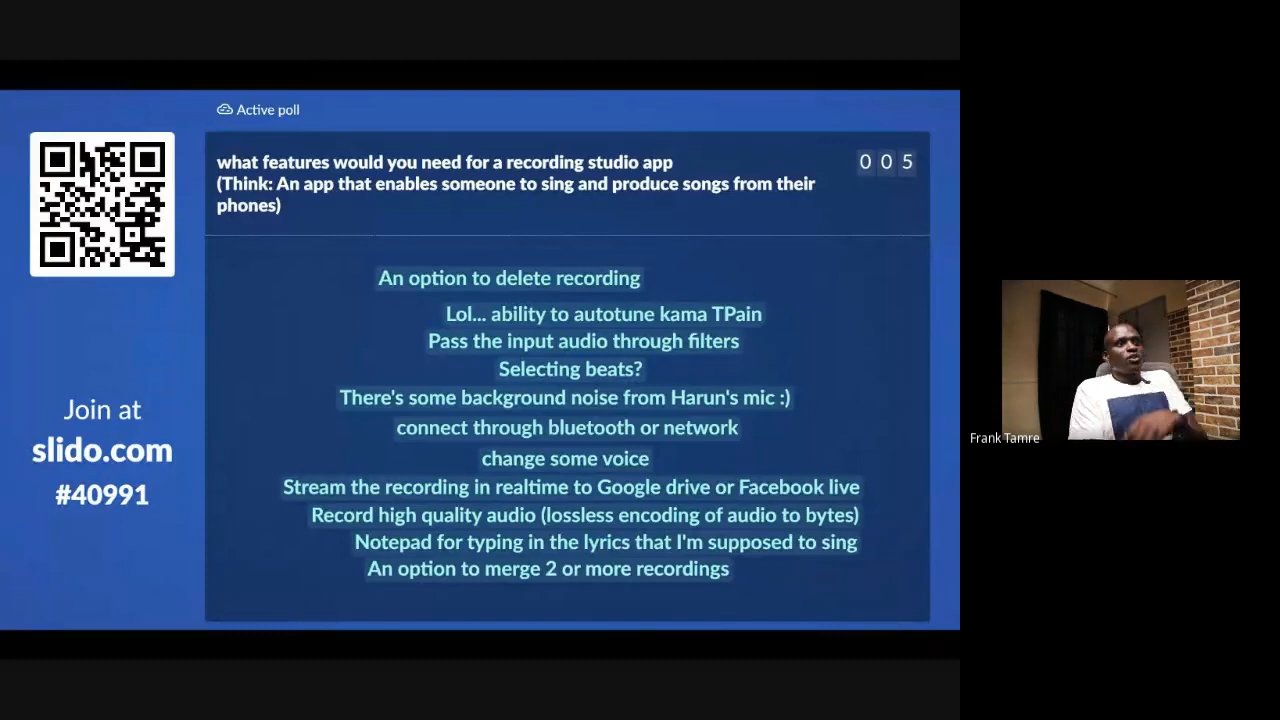 Active poll
what features would you need for a recording studio app
(Think: An app that enables someone to sing and produce songs from their
phones)
0 0 5
An option to delete recording
Lol... ability to autotune kama TPain
Pass the input audio through filters
Selecting beats?
There's some background noise from Harun's mic :)
connect through bluetooth or network
change some voice
Stream the recording in realtime to Google drive or Facebook live
Record high quality audio (lossless encoding of audio to bytes)
Notepad for typing in the lyrics that I'm supposed to sing
An option to merge 2 or more recordings
Join at
slido.com
#40991
Frank Tamre